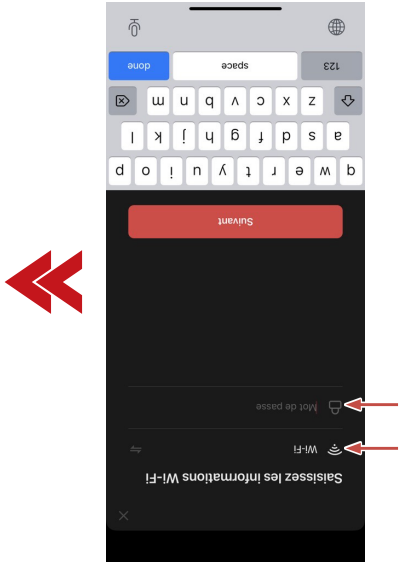 Saisissez les informations Wi-Fi
Wi-Fi
Mot de passe
Suivant
q w e r t y u i o p
a s d f g h j k l
z x c v b n m
123 space done